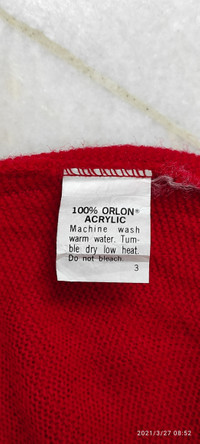 100% ORLON®
ACRYLIC
Machine wash
warm water. Tum-
ble dry low heat.
Do not bleach.
3
2021/3/27 08:52